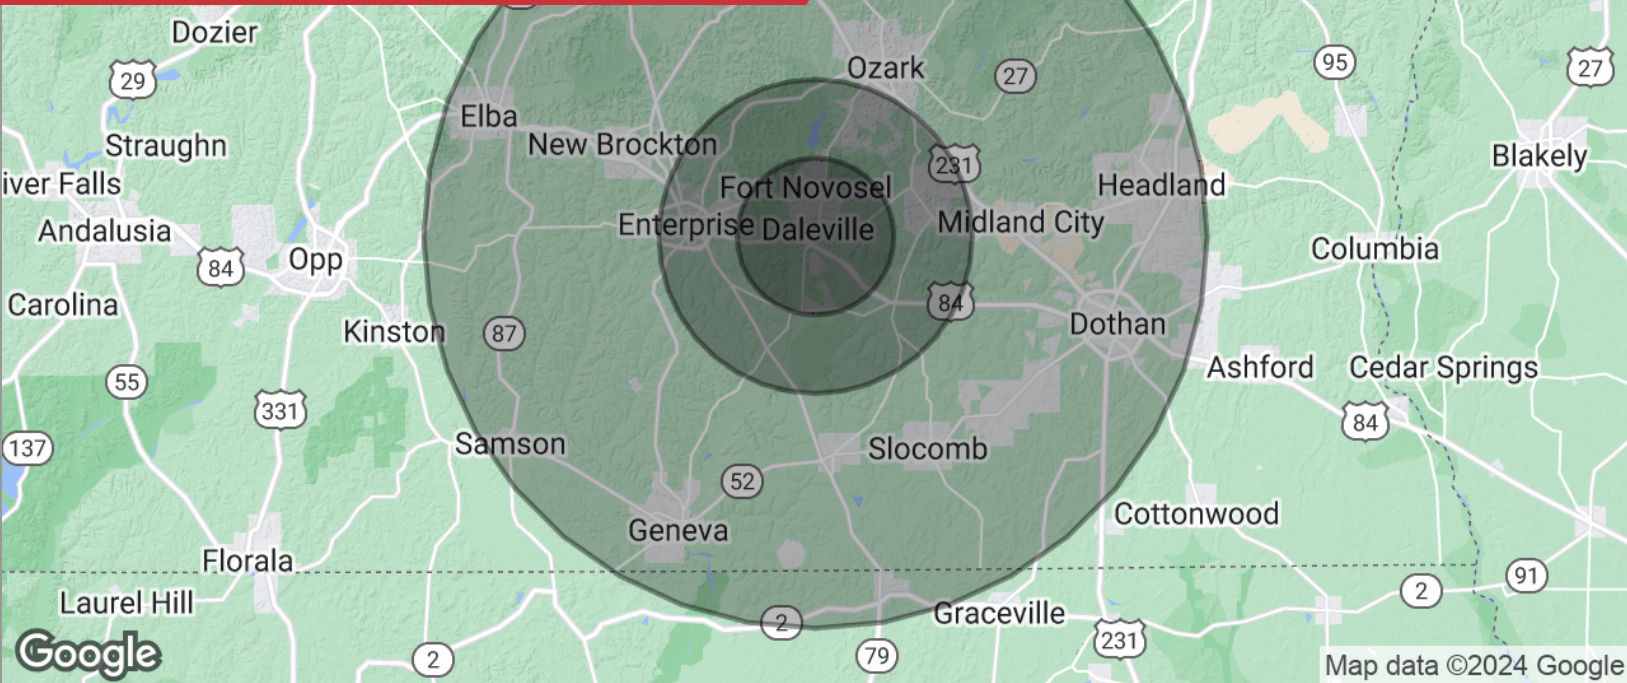 Dozier
Ozark
95
27
27
29
Elba
New Brockton
Straughn
231
Blakely
iver Falls
Fort Novosel
Headland
Andalusia
Enterprise
Daleville
Midland City
Columbia
84
Opp
Carolina
84
Kinston
87
Dothan
Ashford
Cedar Springs
55
331
84
137
Samson
Slocomb
52
Geneva
Cottonwood
Florala
91
2
Laurel Hill
2
Graceville
231
Google
2
79
Map data ©2024 Google